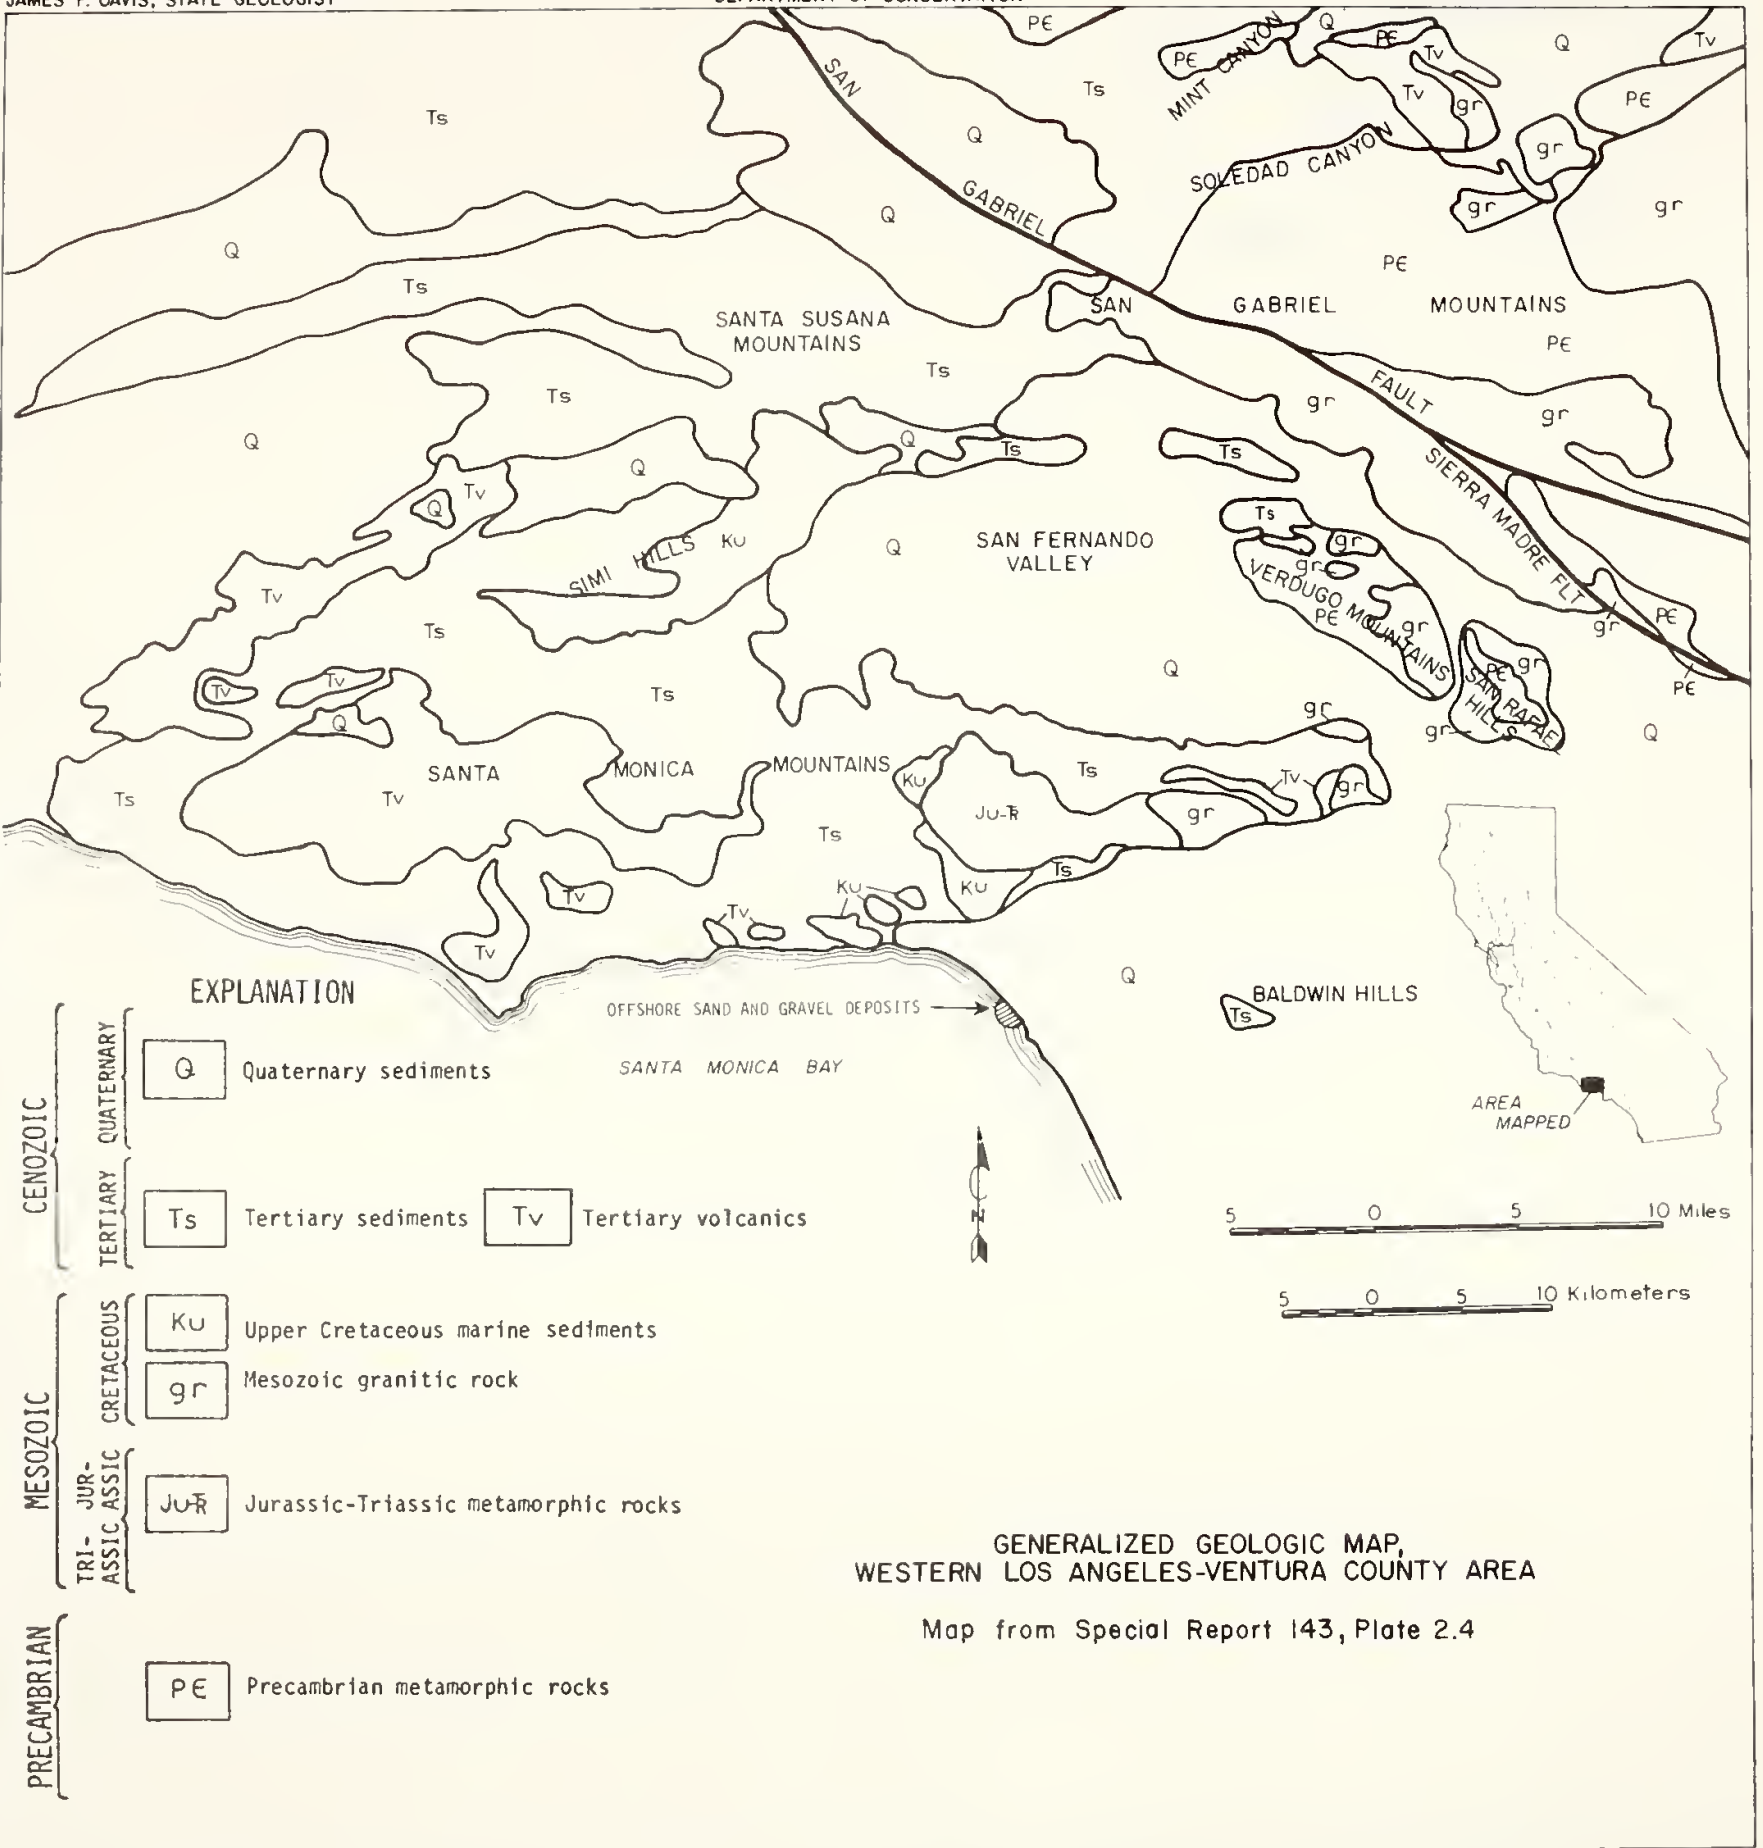 JAMES F. DAVIS, STATE GEOLOGIST
DEPARTMENT OF CONSERVATION
PЄ
Q
PЄ
Tv
Q
Tv
SAN
Ts
PЄ
MINT CANYON
Tv
gr
PЄ
Ts
Q
gr
SOLEDAD CANYON
GABRIEL
Q
gr
gr
Q
PЄ
Ts
SAN GABRIEL MOUNTAINS
SANTA SUSANA
MOUNTAINS
PЄ
Ts
Ts
FAULT
gr
gr
Q
Q
Ts
Ts
Q
SIERRA MADRE FLT
Tv
Q
Ts
SIMI HILLS
Ku
Q
SAN FERNANDO
VALLEY
gr
gr
VERDUGO MOUNTAINS
Tv
PЄ
gr
PЄ
gr
Ts
Q
PЄ
gr
PЄ
Tv
Tv
Ts
SAN RAFAEL
HILLS
gr
gr
Q
Q
SANTA MONICA MOUNTAINS
Ku
Ts
Tv
gr
Ts
Tv
Ju-Ꞧ
gr
Ts
Ts
Ku
Ku
Tv
Tv
Tv
Q
EXPLANATION
OFFSHORE SAND AND GRAVEL DEPOSITS
BALDWIN HILLS
Ts
SANTA MONICA BAY
AREA
MAPPED
N
5 0 5 10 Miles
5 0 5 10 Kilometers
CENOZOIC
QUATERNARY
Q Quaternary sediments
TERTIARY
Ts Tertiary sediments Tv Tertiary volcanics
MESOZOIC
CRETACEOUS
Ku Upper Cretaceous marine sediments
gr Mesozoic granitic rock
JUR-
ASSIC
TRI-
ASSIC
Ju-Ꞧ Jurassic-Triassic metamorphic rocks
PRECAMBRIAN
PЄ Precambrian metamorphic rocks
GENERALIZED GEOLOGIC MAP,
WESTERN LOS ANGELES-VENTURA COUNTY AREA
Map from Special Report 143, Plate 2.4